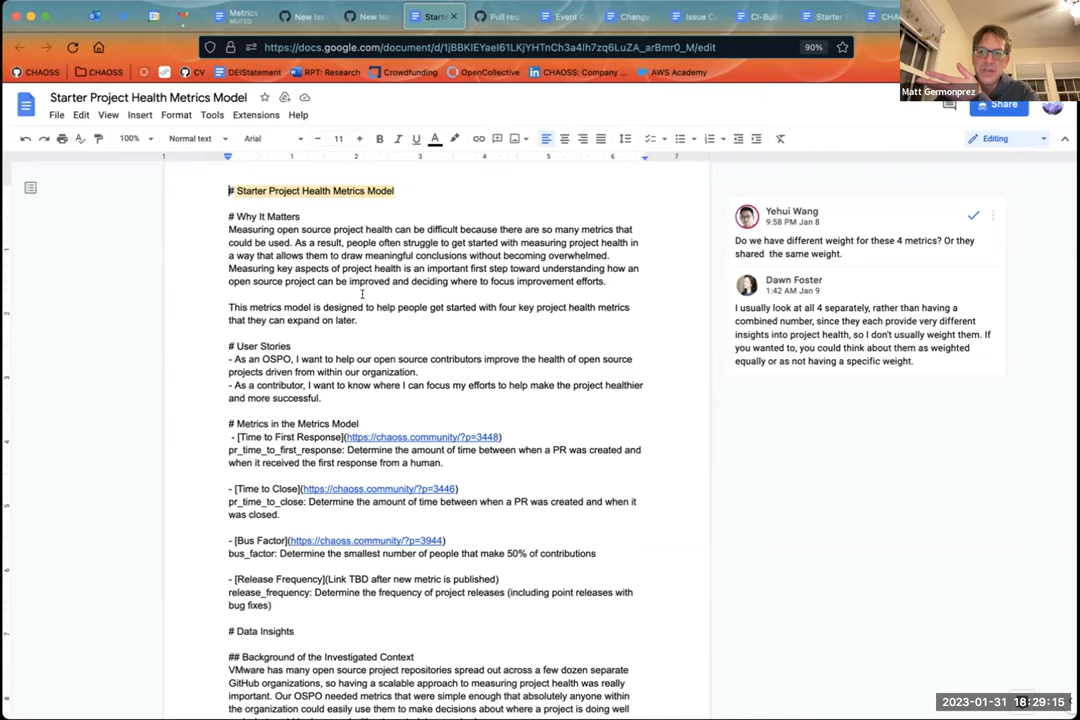 Metrics
MUTED
New Iss
New Iss
Starte
Pull req
Event C
Change
Issue C
CI-Build
Starter
CHA
https://docs.google.com/document/d/1jBBKIEYaeI61LKjYHTnCh3a4Ih7zq6LuZA_arBmr0_M/edit
90%
CHAOSS
CHAOSS
CV
DEIStatement
RPT: Research
Crowdfunding
OpenCollective
CHAOSS: Company ...
AWS Academy
Matt Germonprez
Starter Project Health Metrics Model
File Edit View Insert Format Tools Extensions Help
Share
100% Normal text Arial 11 Editing
# Starter Project Health Metrics Model
# Why It Matters
Measuring open source project health can be difficult because there are so many metrics that
could be used. As a result, people often struggle to get started with measuring project health in
a way that allows them to draw meaningful conclusions without becoming overwhelmed.
Measuring key aspects of project health is an important first step toward understanding how an
open source project can be improved and deciding where to focus improvement efforts.
This metrics model is designed to help people get started with four key project health metrics
that they can expand on later.
# User Stories
- As an OSPO, I want to help our open source contributors improve the health of open source
projects driven from within our organization.
- As a contributor, I want to know where I can focus my efforts to help make the project healthier
and more successful.
# Metrics in the Metrics Model
- [Time to First Response](https://chaoss.community/?p=3448)
pr_time_to_first_response: Determine the amount of time between when a PR was created and
when it received the first response from a human.
- [Time to Close](https://chaoss.community/?p=3446)
pr_time_to_close: Determine the amount of time between when a PR was created and when it
was closed.
- [Bus Factor](https://chaoss.community/?p=3944)
bus_factor: Determine the smallest number of people that make 50% of contributions
- [Release Frequency](Link TBD after new metric is published)
release_frequency: Determine the frequency of project releases (including point releases with
bug fixes)
# Data Insights
## Background of the Investigated Context
VMware has many open source project repositories spread out across a few dozen separate
GitHub organizations, so having a scalable approach to measuring project health was really
important. Our OSPO needed metrics that were simple enough that absolutely anyone within
the organization could easily use them to make decisions about where a project is doing well
Yehui Wang
9:58 PM Jan 8
Do we have different weight for these 4 metrics? Or they
shared the same weight.
Dawn Foster
1:42 AM Jan 9
I usually look at all 4 separately, rather than having a
combined number, since they each provide very different
insights into project health, so I don't usually weight them. If
you wanted to, you could think about them as weighted
equally or as not having a specific weight.
2023-01-31 18:29:15